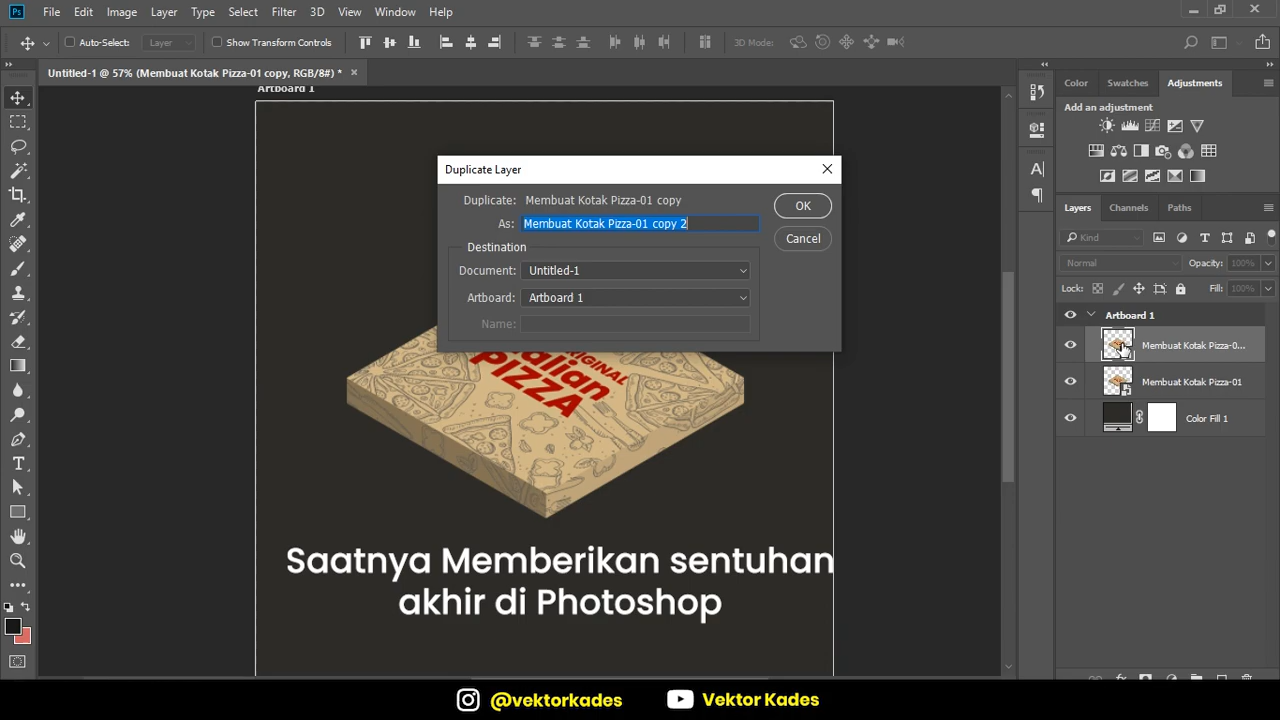 Ps File Edit Image Layer Type Select Filter 3D View Window Help
Auto-Select: Layer Show Transform Controls 3D Mode:
Untitled-1 @ 57% (Membuat Kotak Pizza-01 copy, RGB/8#) *
Artboard 1
Duplicate Layer
Duplicate: Membuat Kotak Pizza-01 copy
As: Membuat Kotak Pizza-01 copy 2
Destination
Document: Untitled-1
Artboard: Artboard 1
Name:
OK
Cancel
Color Swatches Adjustments
Add an adjustment
Layers Channels Paths
Kind
Normal Opacity: 100%
Lock: Fill: 100%
Artboard 1
Membuat Kotak Pizza-0...
Membuat Kotak Pizza-01
Color Fill 1
PIZZA
Saatnya Memberikan sentuhan
akhir di Photoshop
@vektorkades Vektor Kades